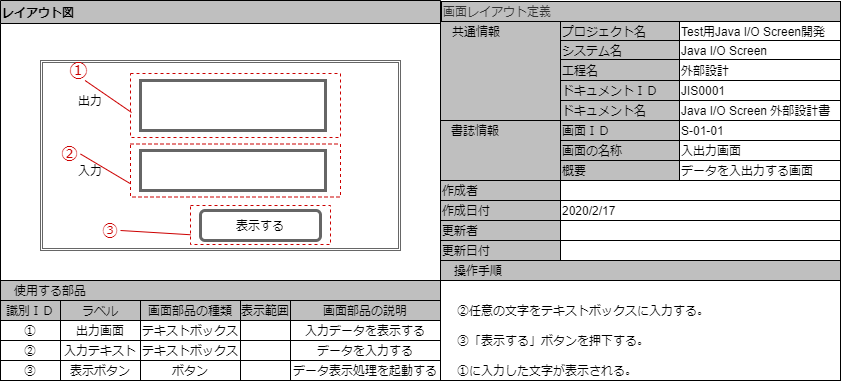 レイアウト図
①
出力
②
入力
③
表示する
使用する部品
識別ＩＤ ラベル 画面部品の種類 表示範囲 画面部品の説明
① 出力画面 テキストボックス 入力データを表示する
② 入力テキスト テキストボックス データを入力する
③ 表示ボタン ボタン データ表示処理を起動する
画面レイアウト定義
共通情報 プロジェクト名 Test用Java I/O Screen開発
システム名 Java I/O Screen
工程名 外部設計
ドキュメントＩＤ JIS0001
ドキュメント名 Java I/O Screen 外部設計書
書誌情報 画面ＩＤ S-01-01
画面の名称 入出力画面
概要 データを入出力する画面
作成者
作成日付 2020/2/17
更新者
更新日付
操作手順
②任意の文字をテキストボックスに入力する。
③「表示する」ボタンを押下する。
①に入力した文字が表示される。